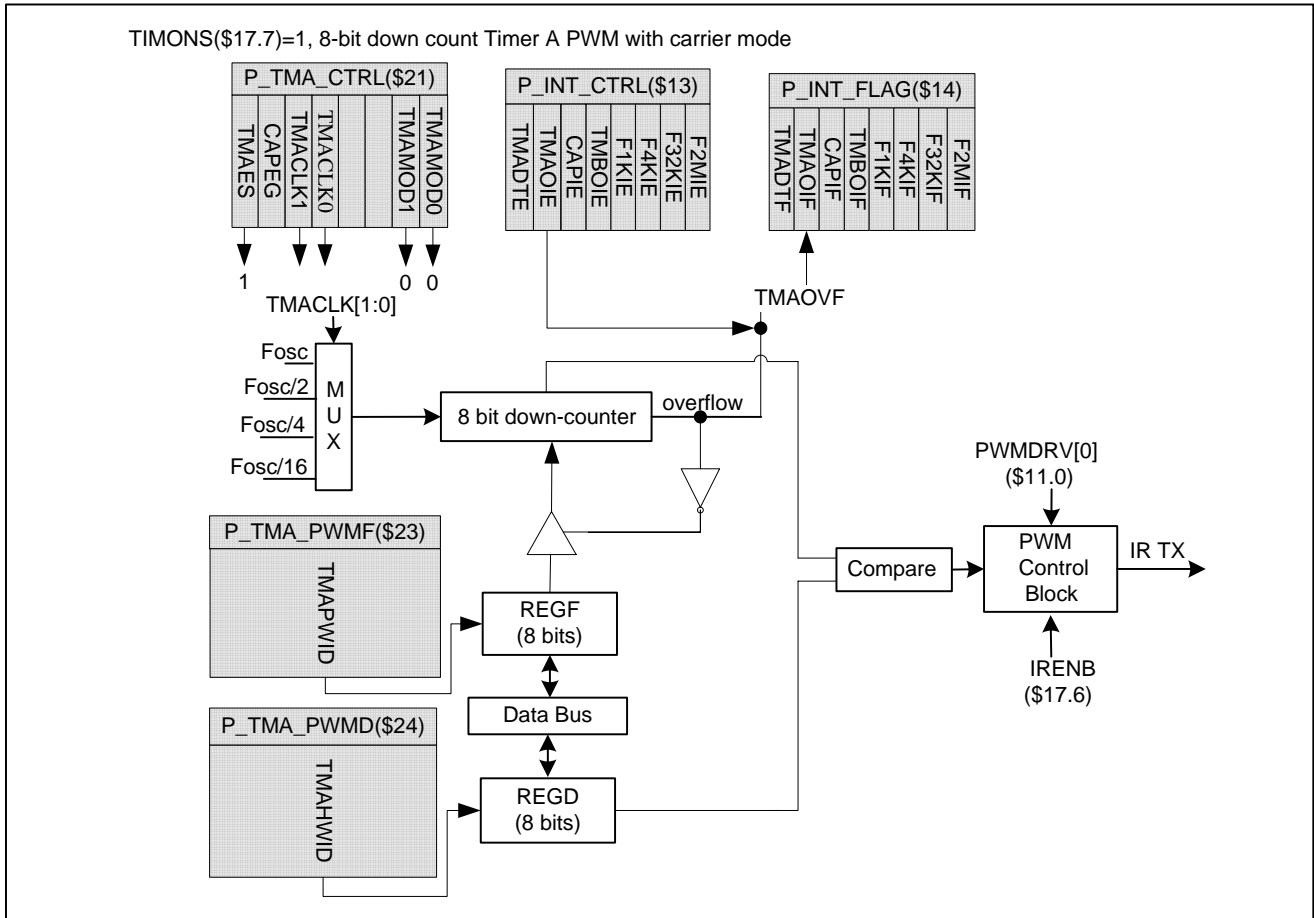 TIMONS($17.7)=1, 8-bit down count Timer A PWM with carrier mode
P_TMA_CTRL($21)
TMAES
CAPEG
TMACLK1
TMACLK0
TMAMOD1
TMAMOD0
1
0
0
P_INT_CTRL($13)
TMADTE
TMAOIE
CAPIE
TMBOIE
F1KIE
F4KIE
F32KIE
F2MIE
P_INT_FLAG($14)
TMADTF
TMAOIF
CAPIF
TMBOIF
F1KIF
F4KIF
F32KIF
F2MIF
TMACLK[1:0]
TMAOVF
Fosc
Fosc/2
Fosc/4
Fosc/16
M
U
X
8 bit down-counter
overflow
PWMDRV[0]
($11.0)
P_TMA_PWMF($23)
TMAPWID
REGF
(8 bits)
Compare
PWM
Control
Block
IR TX
IRENB
($17.6)
Data Bus
P_TMA_PWMD($24)
TMAHWID
REGD
(8 bits)